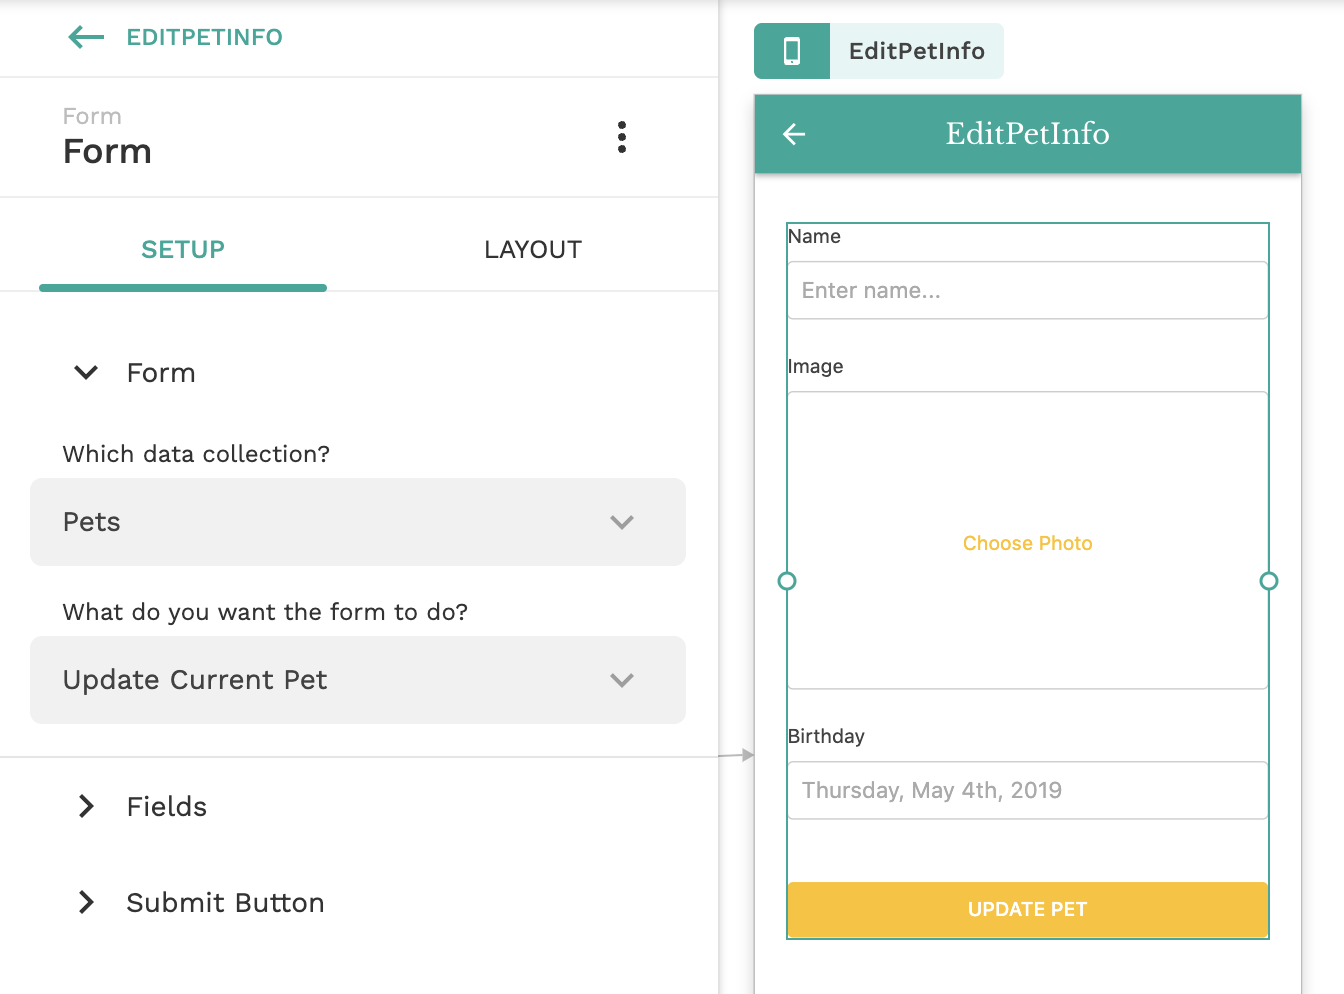 EDITPETINFO
Form
Form
SETUP
LAYOUT
Form
Which data collection?
Pets
What do you want the form to do?
Update Current Pet
Fields
Submit Button
EditPetInfo
EditPetInfo
Name
Enter name...
Image
Choose Photo
Birthday
Thursday, May 4th, 2019
UPDATE PET